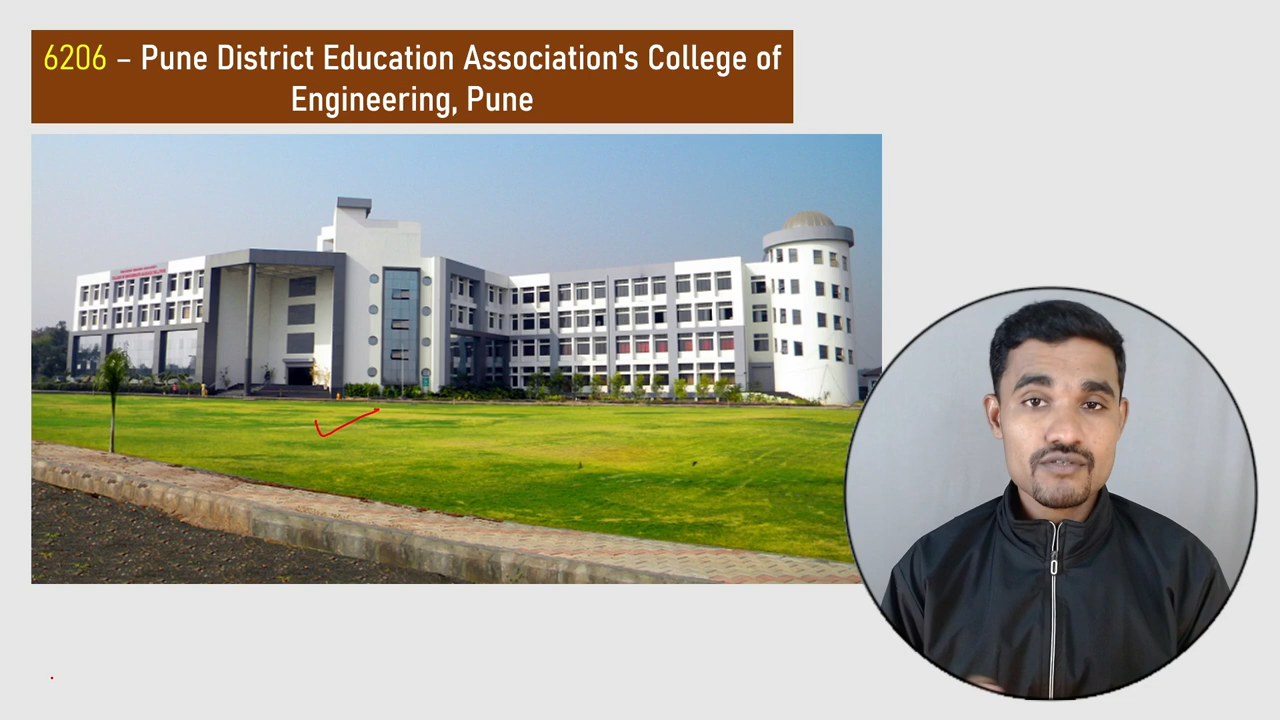 6206 – Pune District Education Association's College of
Engineering, Pune